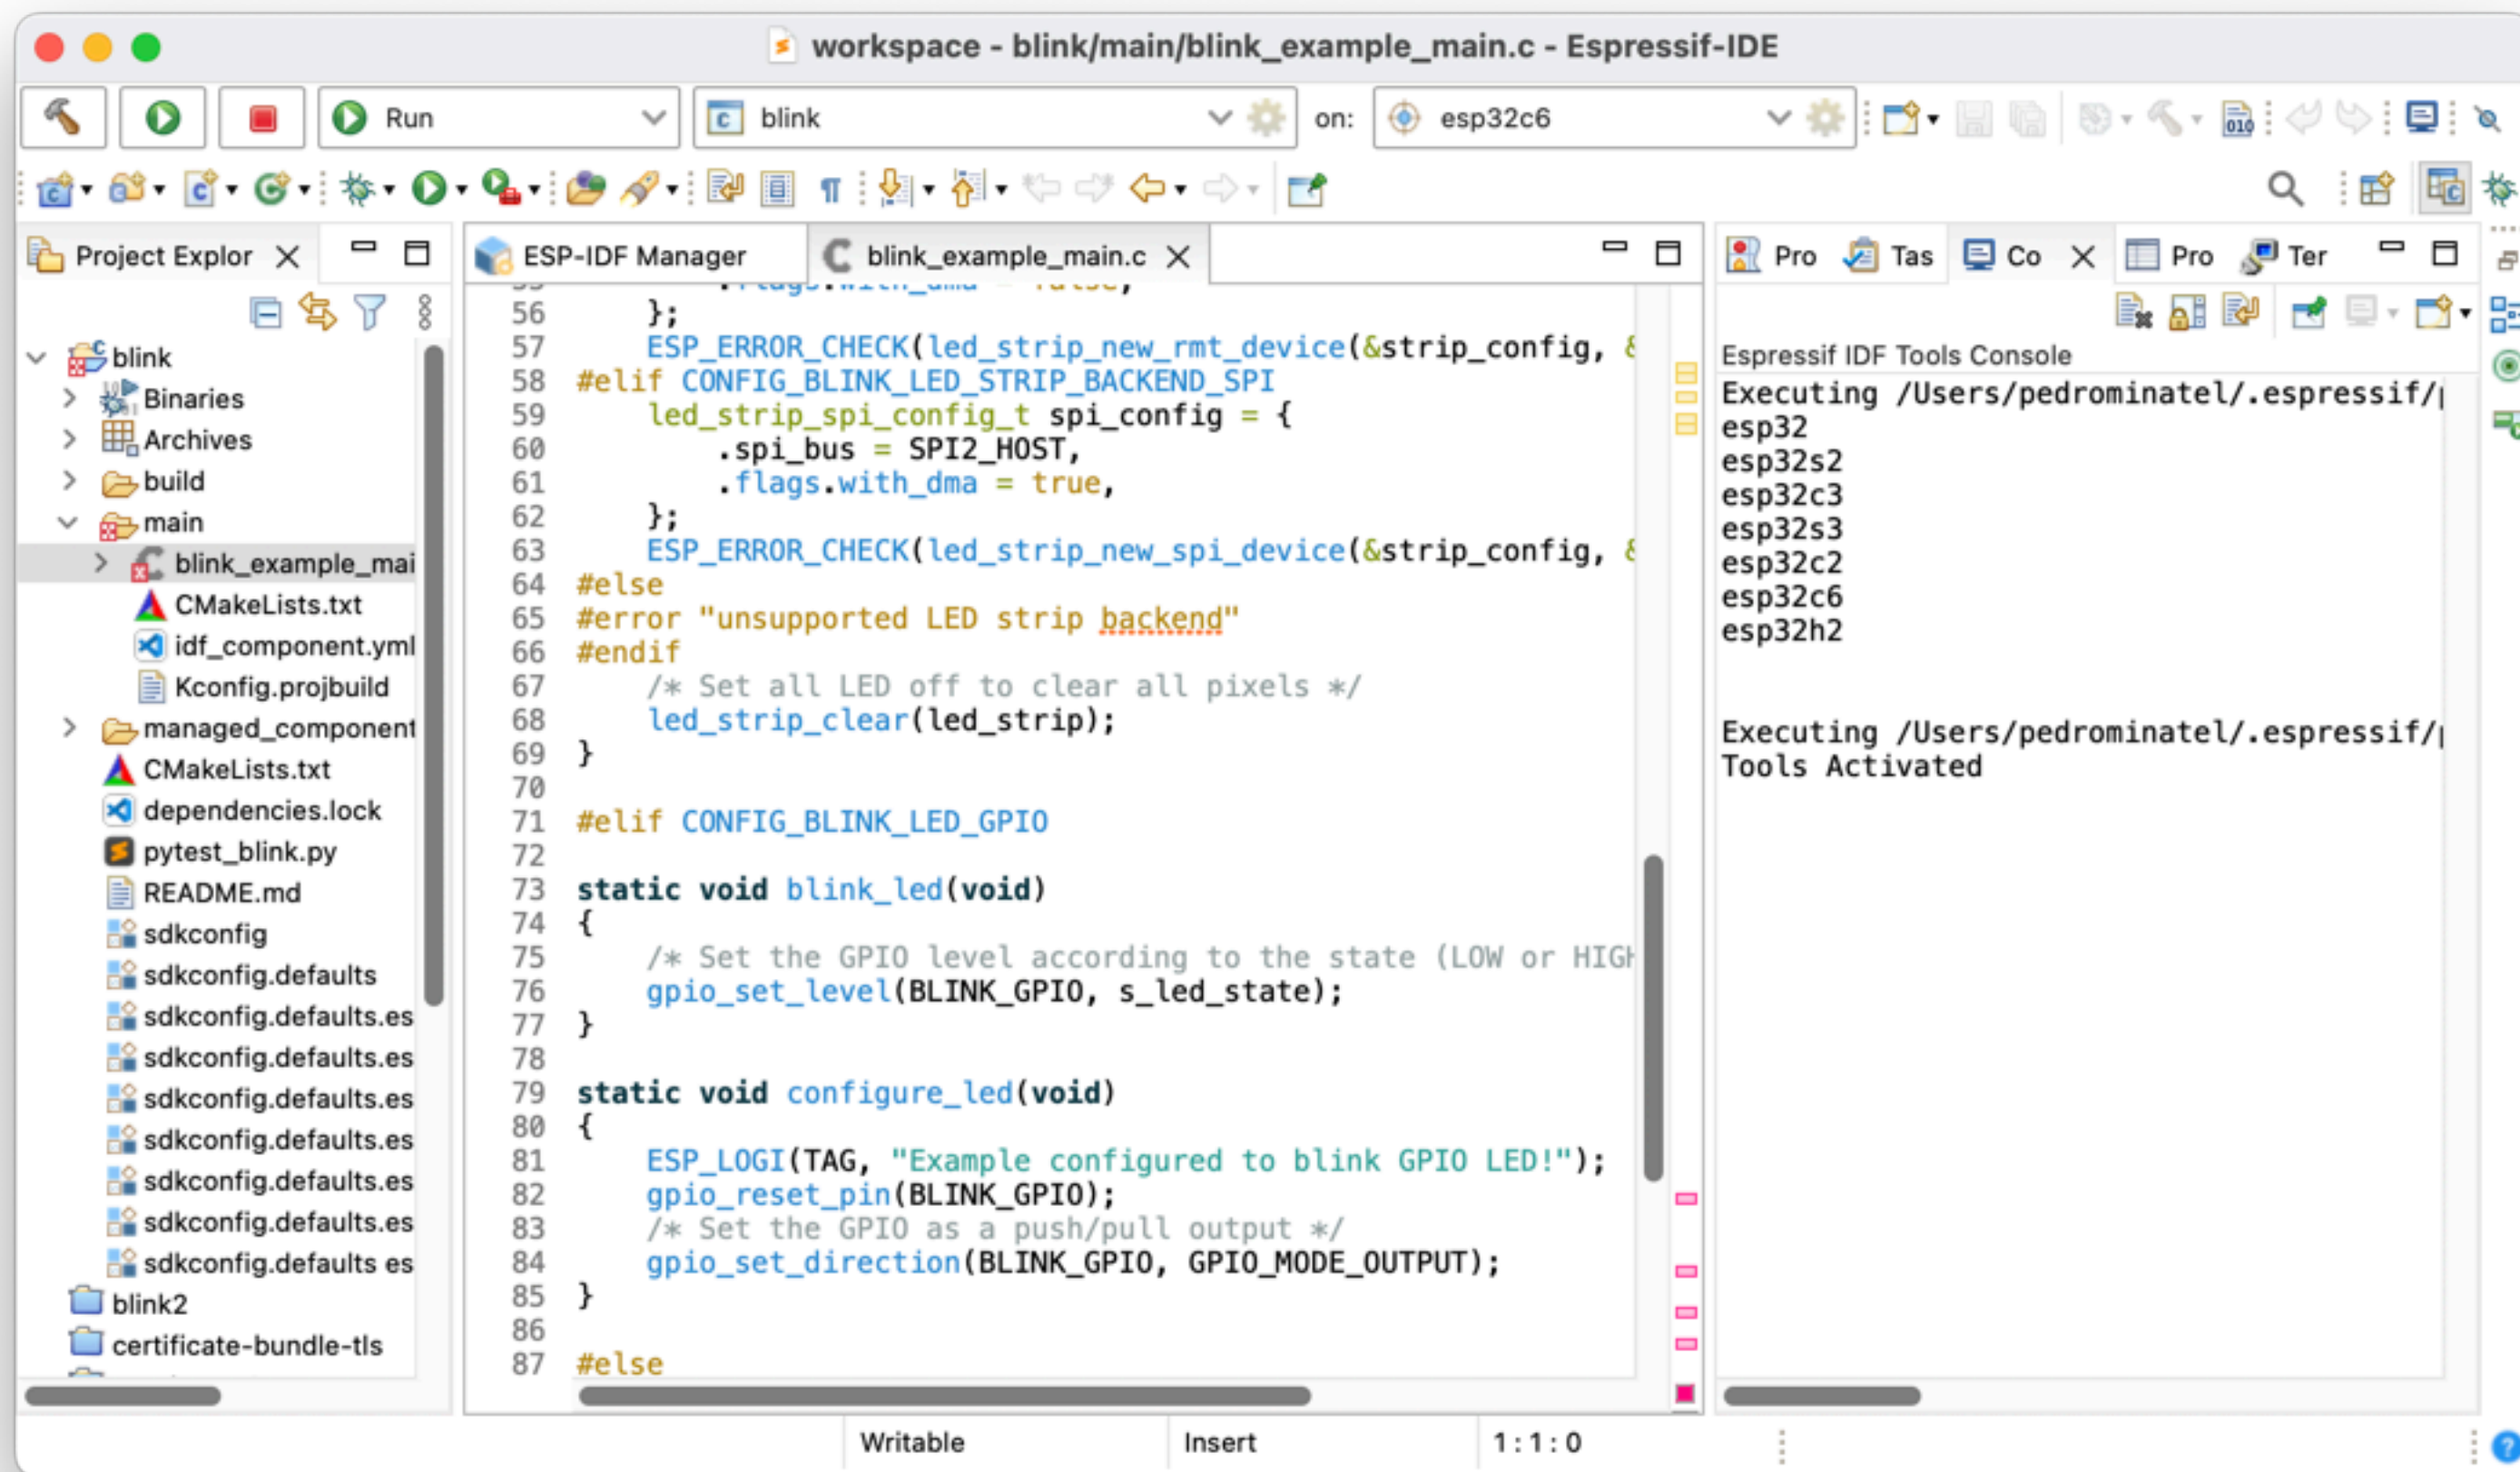 workspace - blink/main/blink_example_main.c - Espressif-IDE
Run
blink
on:
esp32c6
010
Project Explor
blink
Binaries
Archives
build
main
blink_example_mai
CMakeLists.txt
idf_component.yml
Kconfig.projbuild
managed_component
CMakeLists.txt
dependencies.lock
pytest_blink.py
README.md
sdkconfig
sdkconfig.defaults
sdkconfig.defaults.es
sdkconfig.defaults.es
sdkconfig.defaults.es
sdkconfig.defaults.es
sdkconfig.defaults.es
sdkconfig.defaults.es
sdkconfig.defaults es
blink2
certificate-bundle-tls
ESP-IDF Manager
blink_example_main.c
55 .flags.with_dma = false,
56 };
57 ESP_ERROR_CHECK(led_strip_new_rmt_device(&strip_config, &
58 #elif CONFIG_BLINK_LED_STRIP_BACKEND_SPI
59 led_strip_spi_config_t spi_config = {
60 .spi_bus = SPI2_HOST,
61 .flags.with_dma = true,
62 };
63 ESP_ERROR_CHECK(led_strip_new_spi_device(&strip_config, &
64 #else
65 #error "unsupported LED strip backend"
66 #endif
67 /* Set all LED off to clear all pixels */
68 led_strip_clear(led_strip);
69 }
70
71 #elif CONFIG_BLINK_LED_GPIO
72
73 static void blink_led(void)
74 {
75 /* Set the GPIO level according to the state (LOW or HIGH
76 gpio_set_level(BLINK_GPIO, s_led_state);
77 }
78
79 static void configure_led(void)
80 {
81 ESP_LOGI(TAG, "Example configured to blink GPIO LED!");
82 gpio_reset_pin(BLINK_GPIO);
83 /* Set the GPIO as a push/pull output */
84 gpio_set_direction(BLINK_GPIO, GPIO_MODE_OUTPUT);
85 }
86
87 #else
Pro
Tas
Co
Pro
Ter
Espressif IDF Tools Console
Executing /Users/pedrominatel/.espressif/p
esp32
esp32s2
esp32c3
esp32s3
esp32c2
esp32c6
esp32h2
Executing /Users/pedrominatel/.espressif/p
Tools Activated
Writable
Insert
1 : 1 : 0